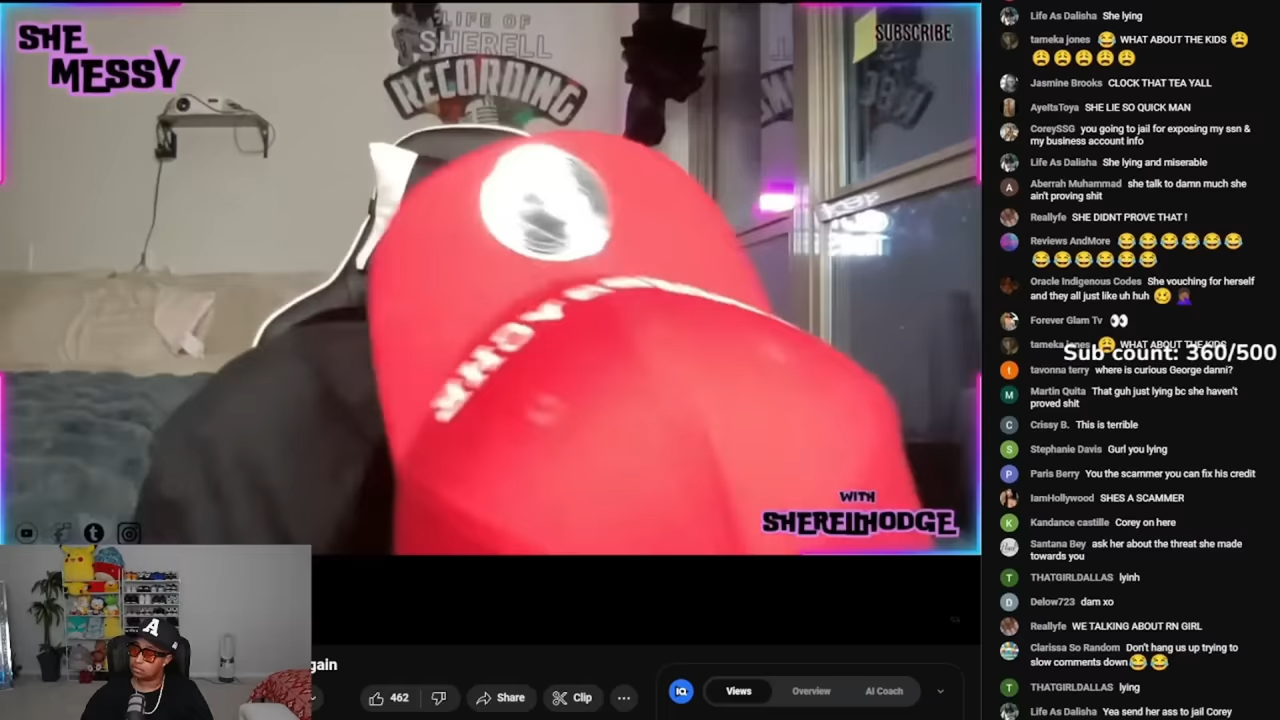 SHE
MESSY
LIFE OF
SHERELL
RECORDING
SUBSCRIBE
WITH
SHERELLHODGE
A
gain
462
Share
Clip
IQ
Views
Overview
AI Coach
Life As Dalisha She lying
tameka jones 😂 WHAT ABOUT THE KIDS 😩
😩😩😩😩😩
Jasmine Brooks CLOCK THAT TEA YALL
AyeItsToya SHE LIE SO QUICK MAN
CoreySSG you going to jail for exposing my ssn &
my business account info
Life As Dalisha She lying and miserable
A
Aberrah Muhammad she talk to damn much she
ain't proving shit
Reallyfe SHE DIDNT PROVE THAT !
Reviews AndMore 😂😂😂😂😂😂
😂😂😂😂😂😂
Oracle Indigenous Codes She vouching for herself
and they all just like uh huh
Forever Glam Tv 👀
tameka jones 😩 WHAT ABOUT THE KIDS
Sub count: 360/500
t
tavonna terry where is curious George danni?
M
Martin Quita That guh just lying bc she haven't
proved shit
C
Crissy B. This is terrible
S
Stephanie Davis Gurl you lying
P
Paris Berry You the scammer you can fix his credit
IamHollywood SHES A SCAMMER
K
Kandance castille Corey on here
Santana Bey ask her about the threat she made
towards you
T
THATGIRLDALLAS lyinh
Delow723 dam xo
Reallyfe WE TALKING ABOUT RN GIRL
Clarissa So Random Don't hang us up trying to
slow comments down 😂😂
T
THATGIRLDALLAS lying
Life As Dalisha Yea send her ass to jail Corey